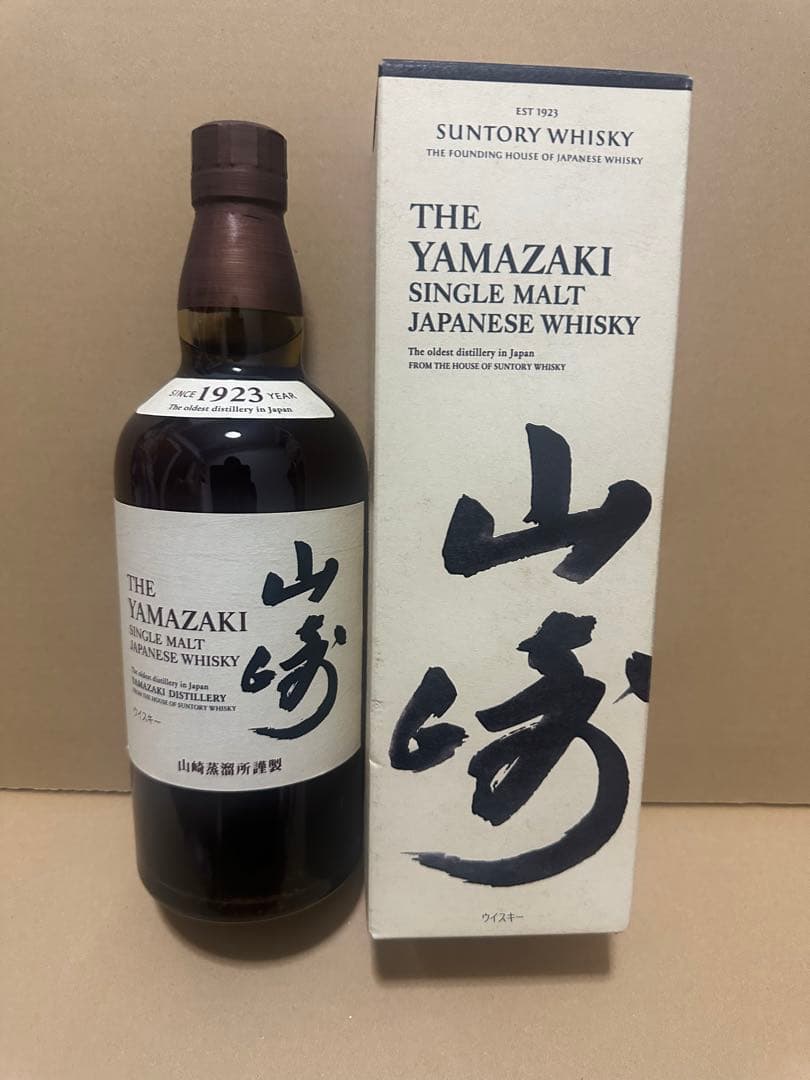 SINCE 1923 YEAR
The oldest distillery in Japan
THE
YAMAZAKI
SINGLE MALT
JAPANESE WHISKY
The oldest distillery in Japan
YAMAZAKI DISTILLERY
FROM THE HOUSE OF SUNTORY WHISKY
ウイスキー
山崎
山崎蒸溜所謹製
EST 1923
SUNTORY WHISKY
THE FOUNDING HOUSE OF JAPANESE WHISKY
THE
YAMAZAKI
SINGLE MALT
JAPANESE WHISKY
The oldest distillery in Japan
FROM THE HOUSE OF SUNTORY WHISKY
山崎
ウイスキー